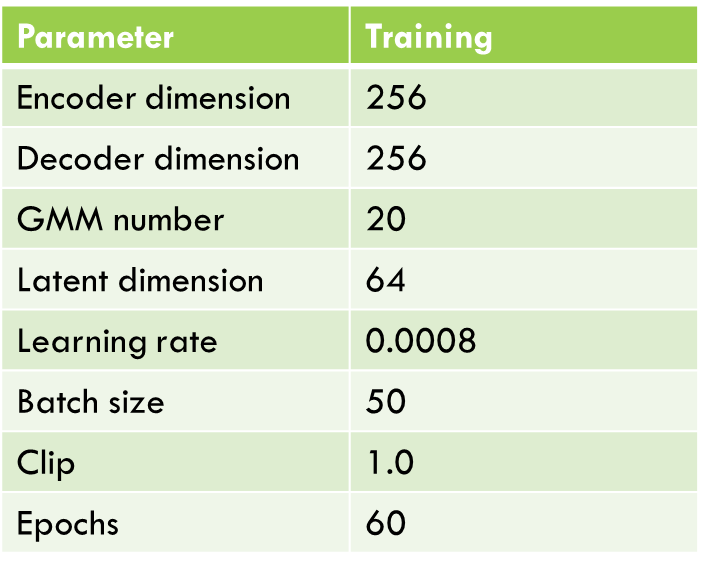 Parameter Training
Encoder dimension 256
Decoder dimension 256
GMM number 20
Latent dimension 64
Learning rate 0.0008
Batch size 50
Clip 1.0
Epochs 60